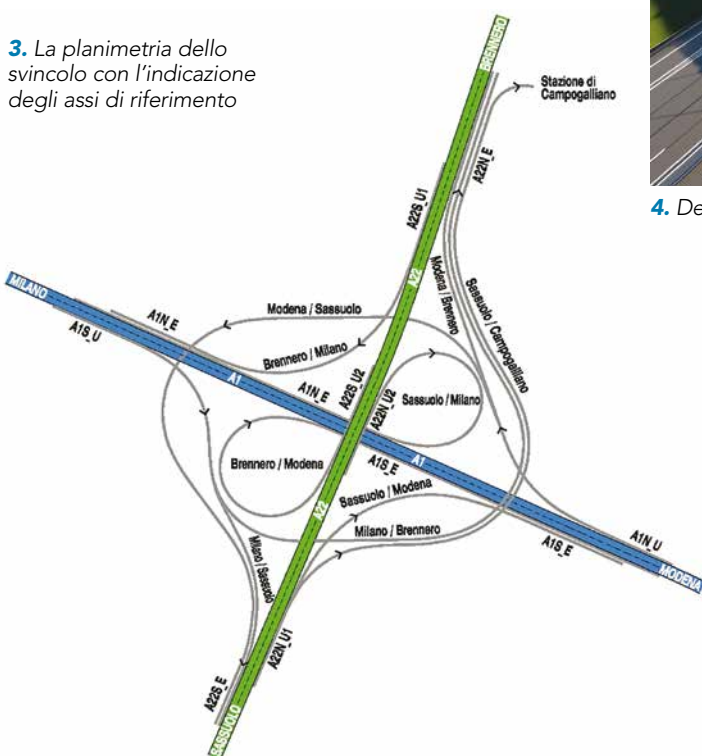 3. La planimetria dello
svincolo con l'indicazione
degli assi di riferimento
BRENNERO
Stazione di
Campogalliano
A22N_E
4. De
A22S_U1
A22
Modena / Brennero
Sassuolo / Campogalliano
MILANO
A1S_U
A1N_E
Modena / Sassuolo
Brennero / Milano
A1
A1N_E
A22S_U2
A22N_U2
Sassuolo / Milano
Brennero / Modena
A1S_E
A1
A22
Sassuolo / Modena
Milano / Brennero
A1S_E
A1N_U
MODENA
Milano / Sassuolo
A22N_U1
A22S_E
SASSUOLO